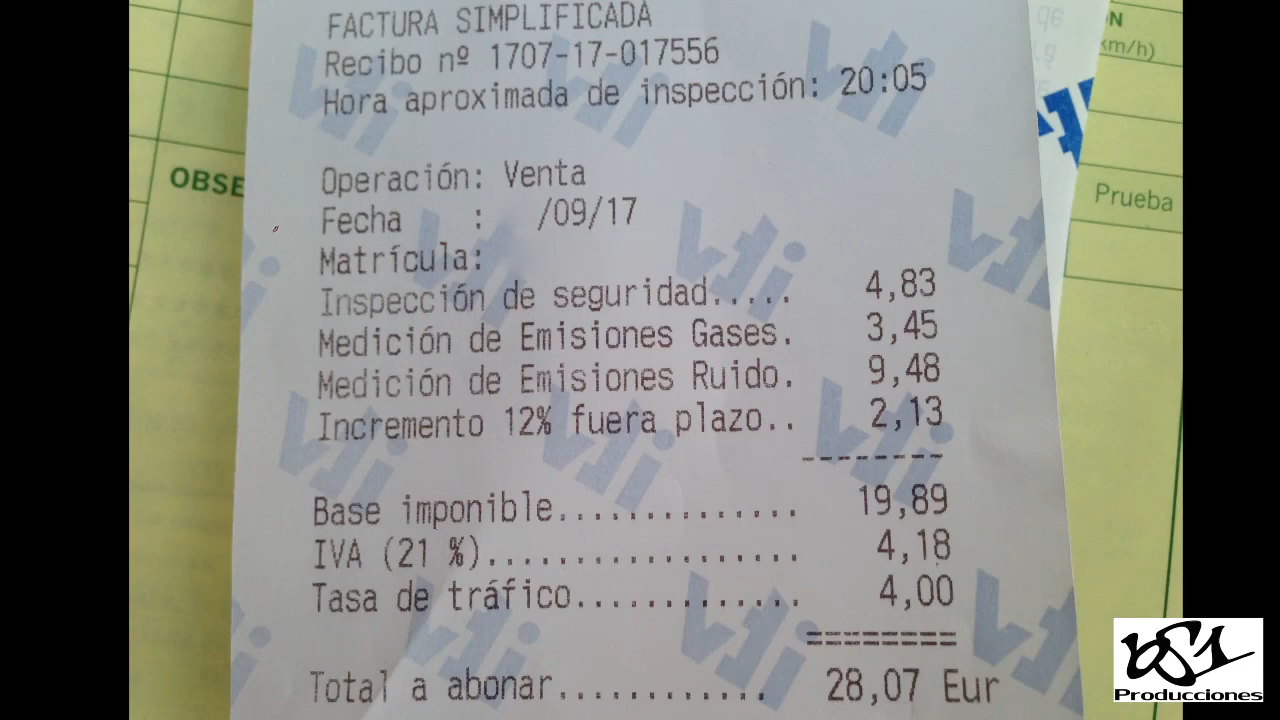 FACTURA SIMPLIFICADA
Recibo nº 1707-17-017556
Hora aproximada de inspección: 20:05
Operación: Venta
Fecha : /09/17
Matrícula:
Inspección de seguridad..... 4,83
Medición de Emisiones Gases. 3,45
Medición de Emisiones Ruido. 9,48
Incremento 12% fuera plazo.. 2,13
Base imponible.............. 19,89
IVA (21 %).................. 4,18
Tasa de tráfico............. 4,00
Total a abonar............ 28,07 Eur
OBSE
km/h)
Prueba
bS1
Producciones